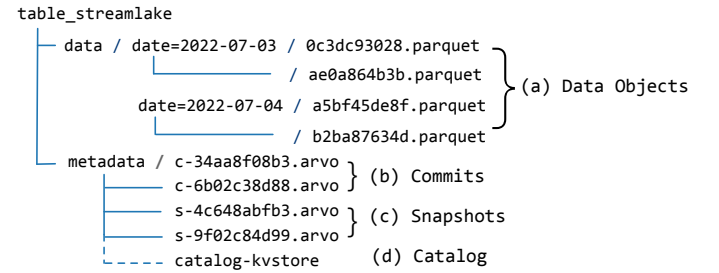 table_streamlake
data / date=2022-07-03 / 0c3dc93028.parquet
/ ae0a864b3b.parquet
(a) Data Objects
date=2022-07-04 / a5bf45de8f.parquet
/ b2ba87634d.parquet
metadata / c-34aa8f08b3.arvo
c-6b02c38d88.arvo
(b) Commits
s-4c648abfb3.arvo
(c) Snapshots
s-9f02c84d99.arvo
catalog-kvstore
(d) Catalog